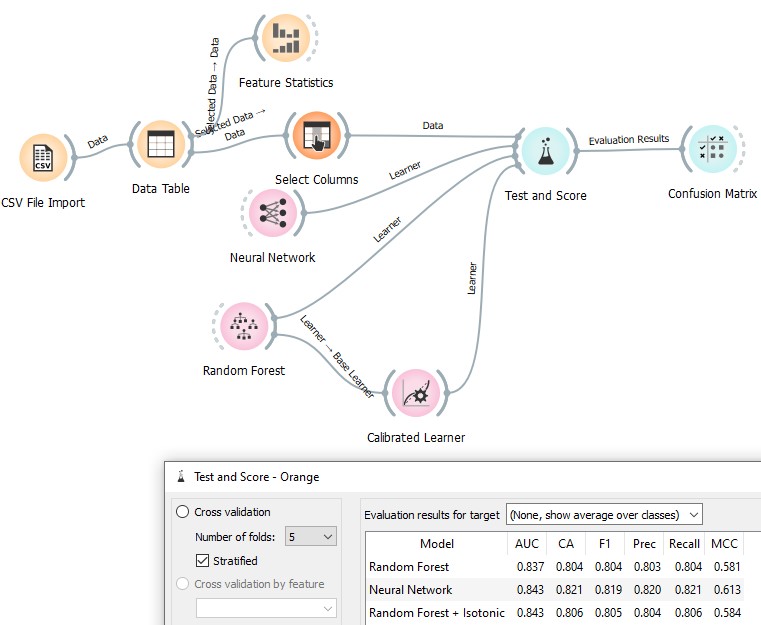 Feature Statistics
Selected Data → Data
Selected Data →
Data
Data
CSV
CSV File Import
Data Table
Select Columns
Data
Test and Score
Evaluation Results
Confusion Matrix
Learner
Neural Network
Learner
Learner
Random Forest
Learner → Base Learner
Calibrated Learner
Test and Score - Orange
Cross validation
Number of folds: 5
Stratified
Cross validation by feature
Evaluation results for target (None, show average over classes)
Model AUC CA F1 Prec Recall MCC
Random Forest 0.837 0.804 0.804 0.803 0.804 0.581
Neural Network 0.843 0.821 0.819 0.820 0.821 0.613
Random Forest + Isotonic 0.843 0.806 0.805 0.804 0.806 0.584